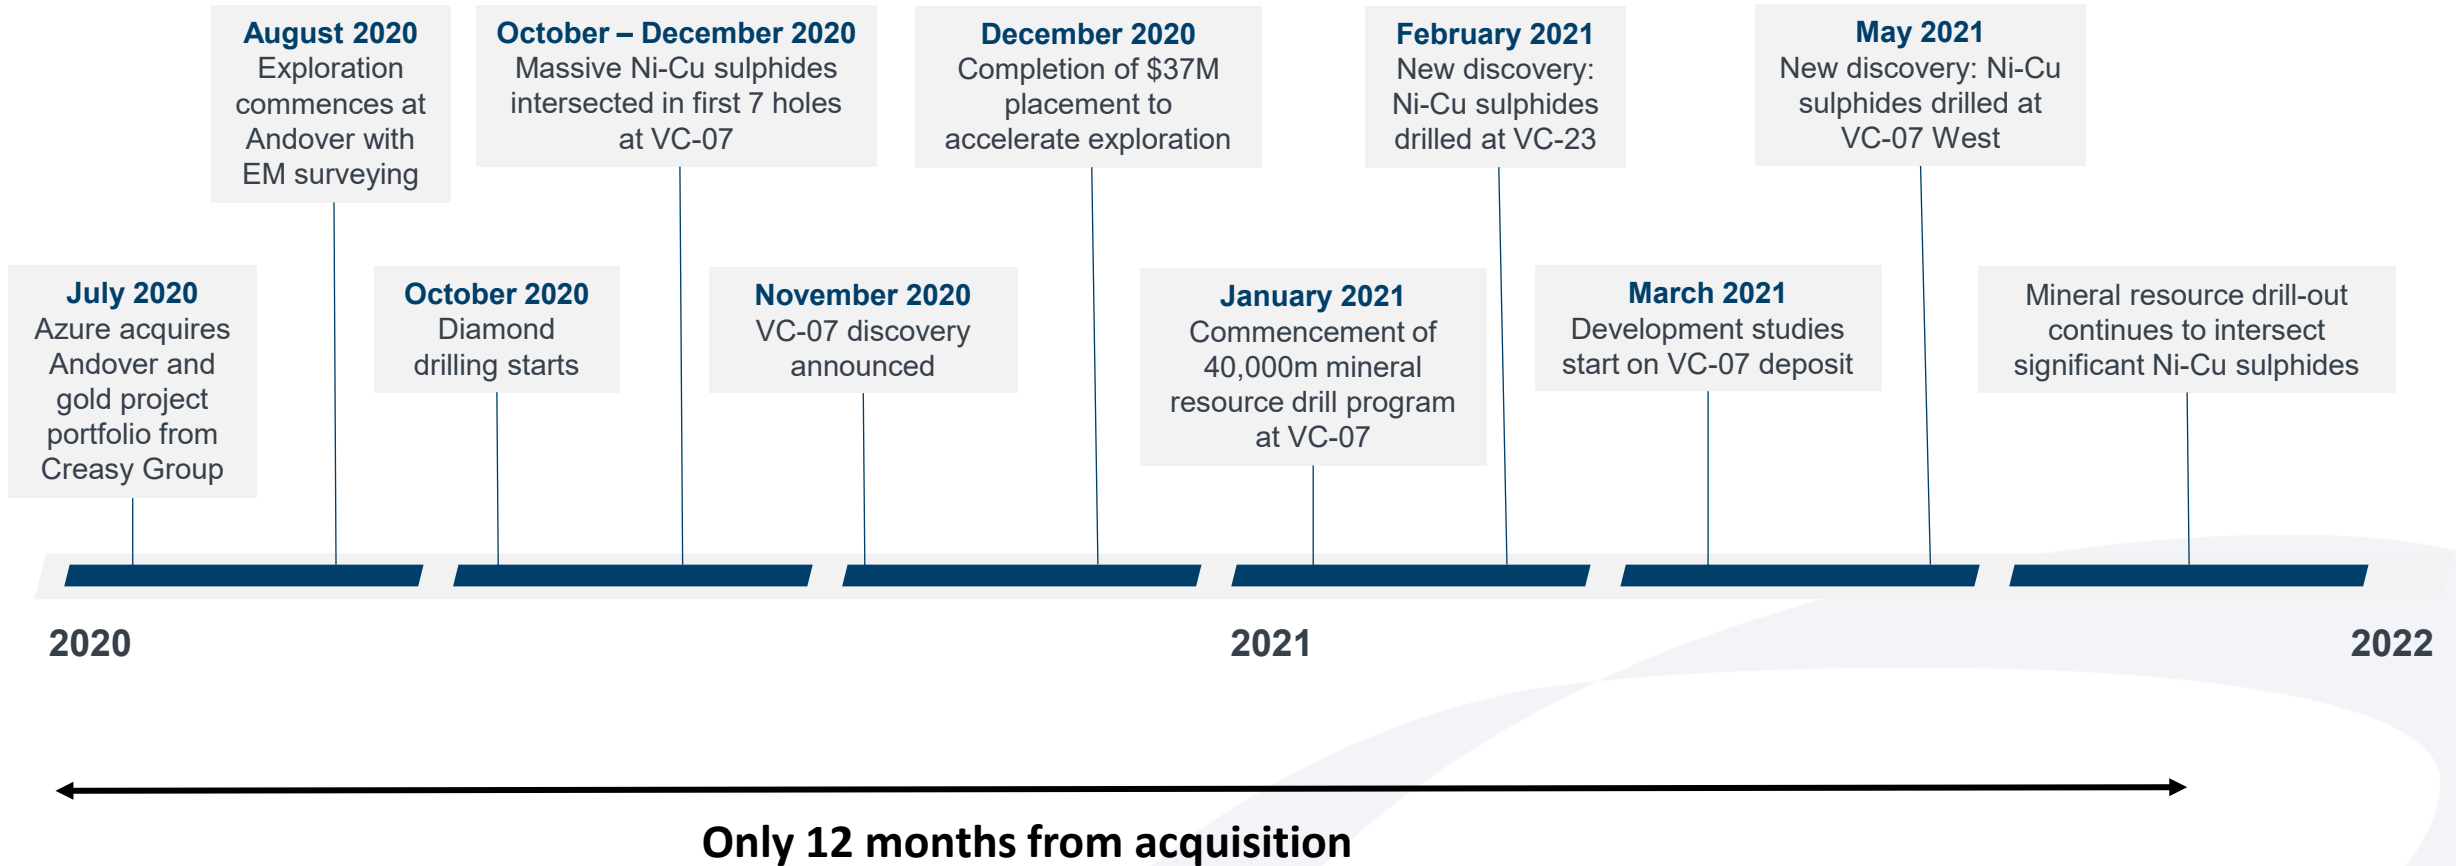 July 2020
Azure acquires
Andover and
gold project
portfolio from
Creasy Group
August 2020
Exploration
commences at
Andover with
EM surveying
October 2020
Diamond
drilling starts
October – December 2020
Massive Ni-Cu sulphides
intersected in first 7 holes
at VC-07
November 2020
VC-07 discovery
announced
December 2020
Completion of $37M
placement to
accelerate exploration
January 2021
Commencement of
40,000m mineral
resource drill program
at VC-07
February 2021
New discovery:
Ni-Cu sulphides
drilled at VC-23
March 2021
Development studies
start on VC-07 deposit
May 2021
New discovery: Ni-Cu
sulphides drilled at
VC-07 West
Mineral resource drill-out
continues to intersect
significant Ni-Cu sulphides
2020
2021
2022
Only 12 months from acquisition